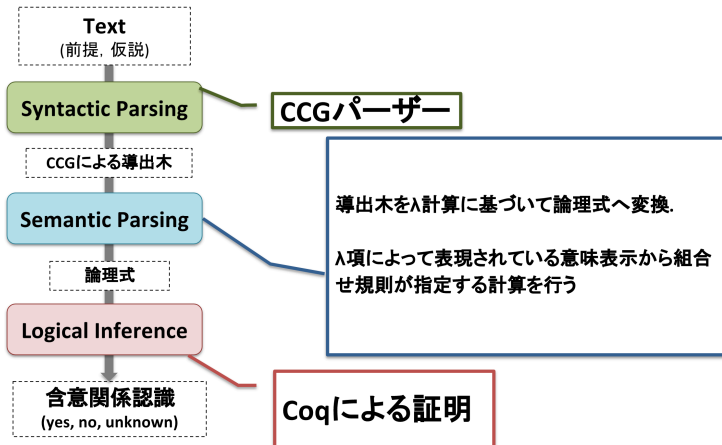 Text
(前提, 仮説)
Syntactic Parsing
CCGパーザー
CCGによる導出木
Semantic Parsing
導出木をλ計算に基づいて論理式へ変換.
λ項によって表現されている意味表示から組合
せ規則が指定する計算を行う
論理式
Logical Inference
含意関係認識
(yes, no, unknown)
Coqによる証明